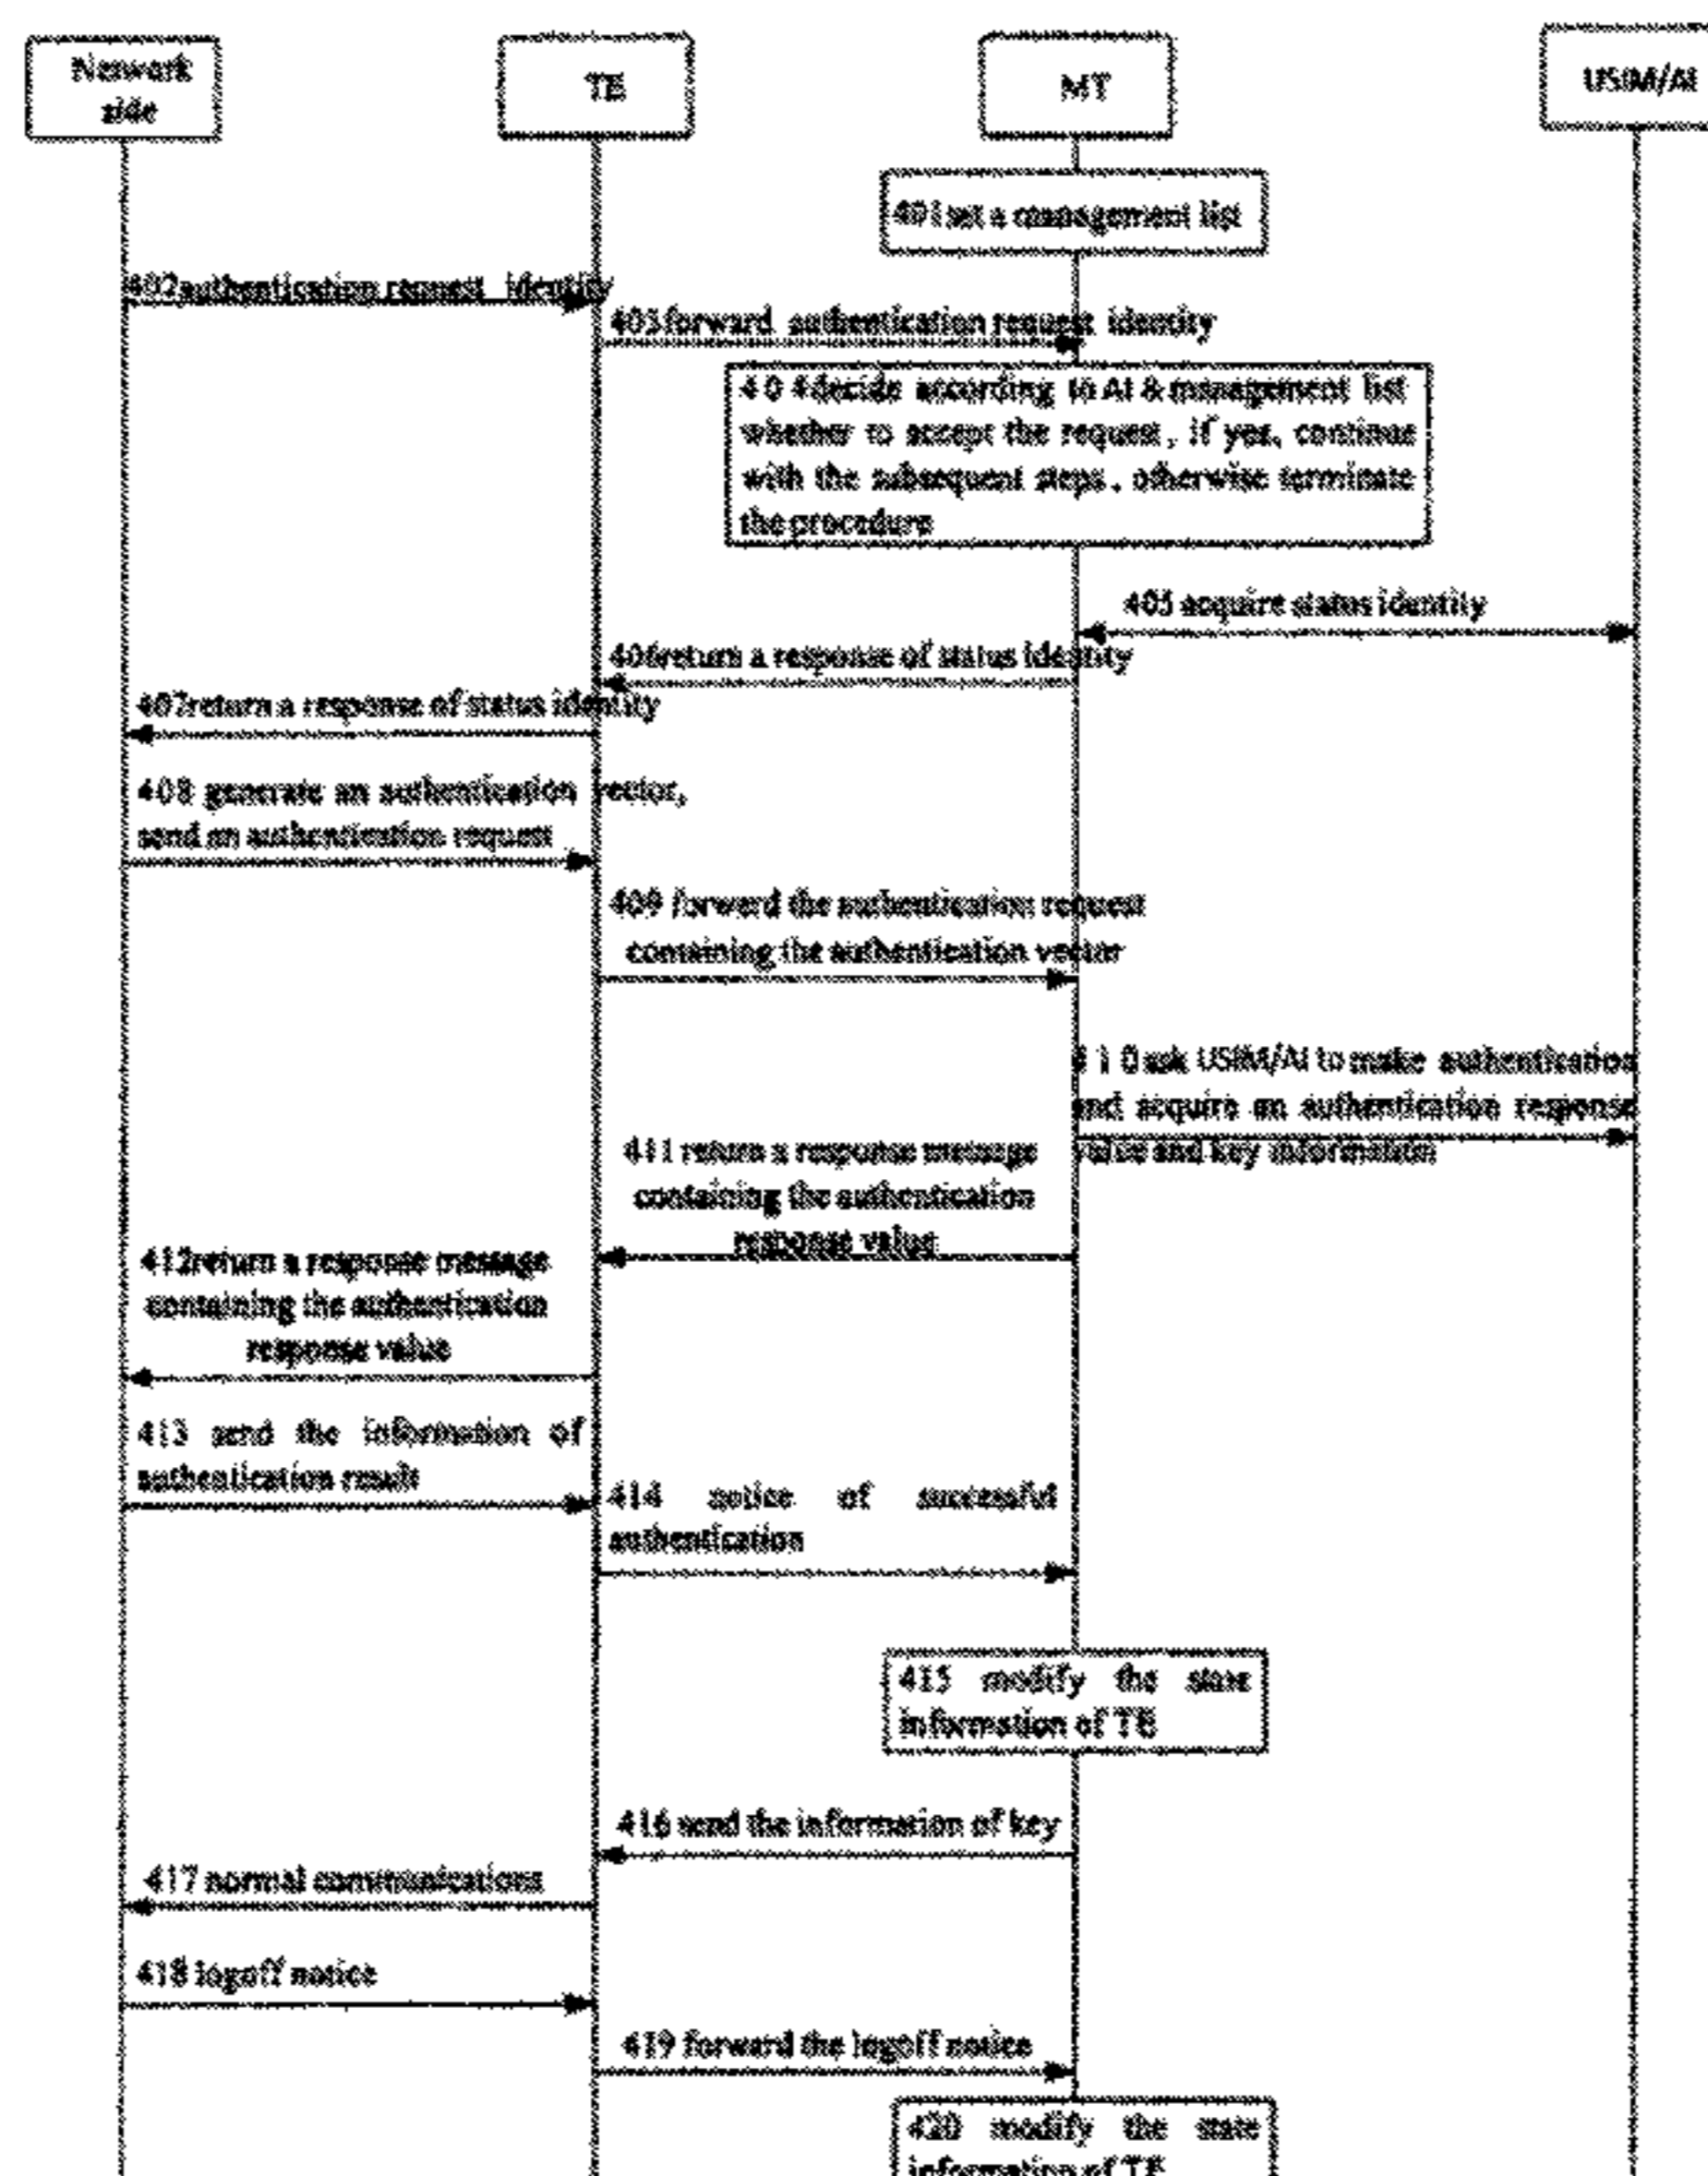 Network
side
TE
MT
USIM/AI
401set a management list
402authentication request identity
403forward authentication request identity
404decide according to AI & management list
whether to accept the request, if yes, continue
with the subsequent steps, otherwise terminate
the procedure
405 acquire status identity
406return a response of status identity
407return a response of status identity
408 generate an authentication vector,
send an authentication request
409 forward the authentication request
containing the authentication vector
410ask USIM/AI to make authentication
and acquire an authentication response
value and key information
411 return a response message
containing the authentication
response value
412return a response message
containing the authentication
response value
413 send the information of
authentication result
414 notice of successful
authentication
415 modify the state
information of TE
416 send the information of key
417 normal communications
418 logoff notice
419 forward the logoff notice
420 modify the state
information of TE